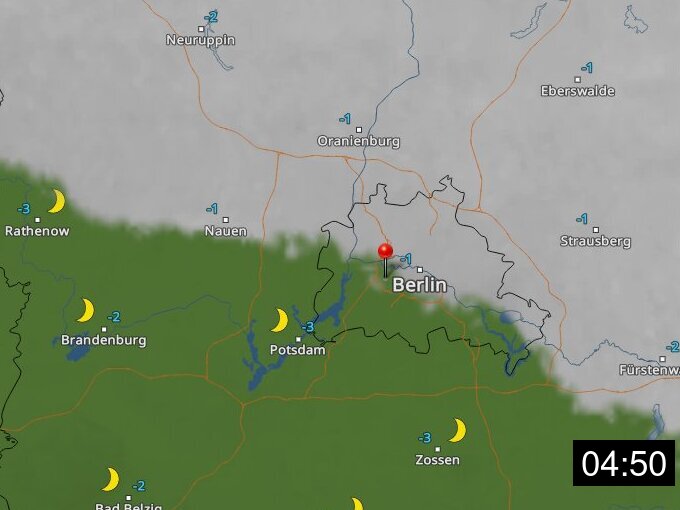 -2
Neuruppin
-1
Eberswalde
-1
Oranienburg
-3
Rathenow
-1
Nauen
-1
Strausberg
-1
Berlin
-2
Brandenburg
-3
Potsdam
-2
Fürstenwa
-3
Zossen
04:50
-2
Bad Belzig